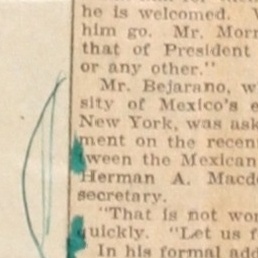 he is welcomed.
him go. Mr. Morr
that of President
or any other."
Mr. Bejarano, w
sity of Mexico's e
New York, was ask
ment on the recen
tween the Mexican
Herman A. Macd
secretary.
"That is not wor
quickly. "Let us f
In his formal add